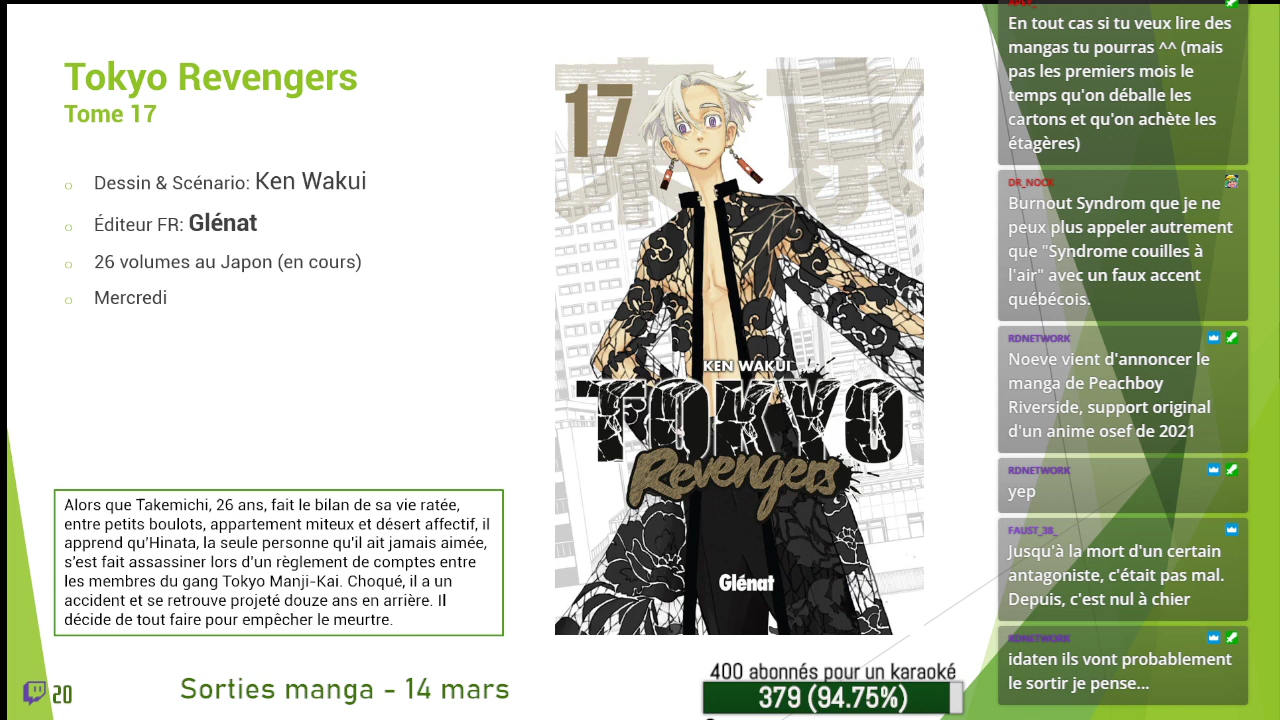 Tokyo Revengers
Tome 17
Dessin & Scénario: Ken Wakui
Éditeur FR: Glénat
26 volumes au Japon (en cours)
Mercredi
Alors que Takemichi, 26 ans, fait le bilan de sa vie ratée,
entre petits boulots, appartement miteux et désert affectif, il
apprend qu'Hinata, la seule personne qu'il ait jamais aimée,
s'est fait assassiner lors d'un règlement de comptes entre
les membres du gang Tokyo Manji-Kai. Choqué, il a un
accident et se retrouve projeté douze ans en arrière. Il
décide de tout faire pour empêcher le meurtre.
17
KEN WAKUI
TOKYO
Revengers
Glénat
20
Sorties manga - 14 mars
400 abonnés pour un karaoké
379 (94.75%)
En tout cas si tu veux lire des
mangas tu pourras ^^ (mais
pas les premiers mois le
temps qu'on déballe les
cartons et qu'on achète les
étagères)
DR_NOOK
Burnout Syndrom que je ne
peux plus appeler autrement
que "Syndrome couilles à
l'air" avec un faux accent
québécois.
RDNETWORK
Noeve vient d'annoncer le
manga de Peachboy
Riverside, support original
d'un anime osef de 2021
RDNETWORK
yep
FAUST_38_
Jusqu'à la mort d'un certain
antagoniste, c'était pas mal.
Depuis, c'est nul à chier
RDNETWORK
idaten ils vont probablement
le sortir je pense...